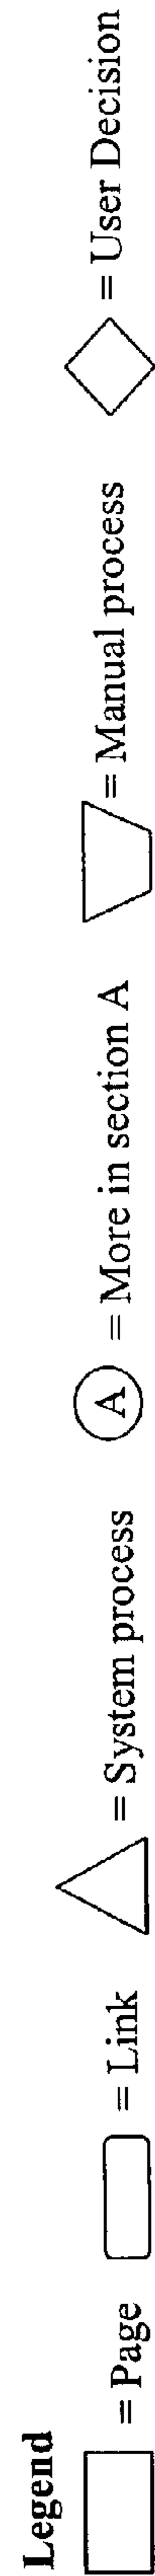 Legend
= Page = Link = System process A = More in section A = Manual process = User Decision